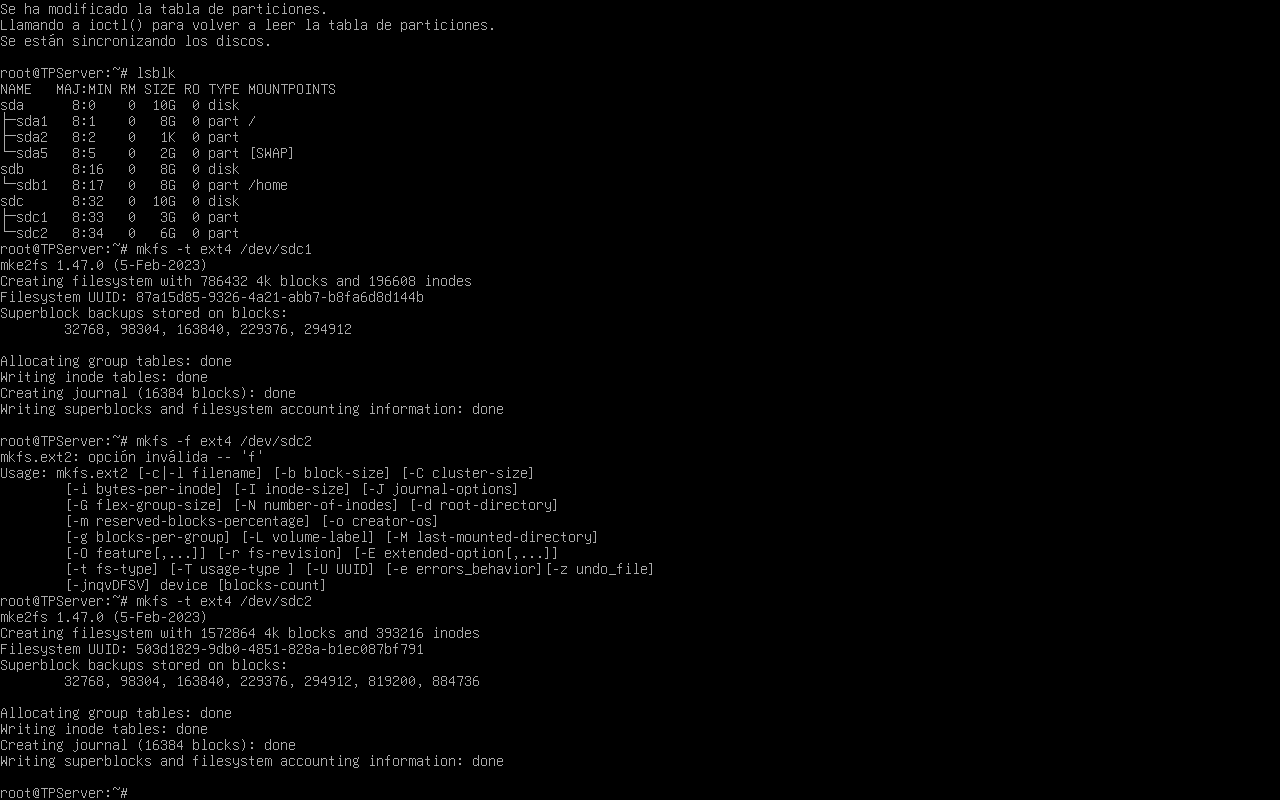 Se ha modificado la tabla de particiones.
Llamando a ioctl() para volver a leer la tabla de particiones.
Se están sincronizando los discos.

root@TPServer:~# lsblk
NAME   MAJ:MIN RM SIZE RO TYPE MOUNTPOINTS
sda      8:0    0  10G  0 disk
├─sda1   8:1    0   8G  0 part /
├─sda2   8:2    0   1K  0 part
└─sda5   8:5    0   2G  0 part [SWAP]
sdb      8:16   0   8G  0 disk
└─sdb1   8:17   0   8G  0 part /home
sdc      8:32   0  10G  0 disk
├─sdc1   8:33   0   3G  0 part
└─sdc2   8:34   0   6G  0 part
root@TPServer:~# mkfs -t ext4 /dev/sdc1
mke2fs 1.47.0 (5-Feb-2023)
Creating filesystem with 786432 4k blocks and 196608 inodes
Filesystem UUID: 87a15d85-9326-4a21-abb7-b8fa6d8d144b
Superblock backups stored on blocks:
        32768, 98304, 163840, 229376, 294912

Allocating group tables: done
Writing inode tables: done
Creating journal (16384 blocks): done
Writing superblocks and filesystem accounting information: done

root@TPServer:~# mkfs -f ext4 /dev/sdc2
mkfs.ext2: opción inválida -- 'f'
Usage: mkfs.ext2 [-c|-l filename] [-b block-size] [-C cluster-size]
        [-i bytes-per-inode] [-I inode-size] [-J journal-options]
        [-G flex-group-size] [-N number-of-inodes] [-d root-directory]
        [-m reserved-blocks-percentage] [-o creator-os]
        [-g blocks-per-group] [-L volume-label] [-M last-mounted-directory]
        [-O feature[,...]] [-r fs-revision] [-E extended-option[,...]]
        [-t fs-type] [-T usage-type ] [-U UUID] [-e errors_behavior][-z undo_file]
        [-jnqvDFSV] device [blocks-count]
root@TPServer:~# mkfs -t ext4 /dev/sdc2
mke2fs 1.47.0 (5-Feb-2023)
Creating filesystem with 1572864 4k blocks and 393216 inodes
Filesystem UUID: 503d1829-9db0-4851-828a-b1ec087bf791
Superblock backups stored on blocks:
        32768, 98304, 163840, 229376, 294912, 819200, 884736

Allocating group tables: done
Writing inode tables: done
Creating journal (16384 blocks): done
Writing superblocks and filesystem accounting information: done

root@TPServer:~#